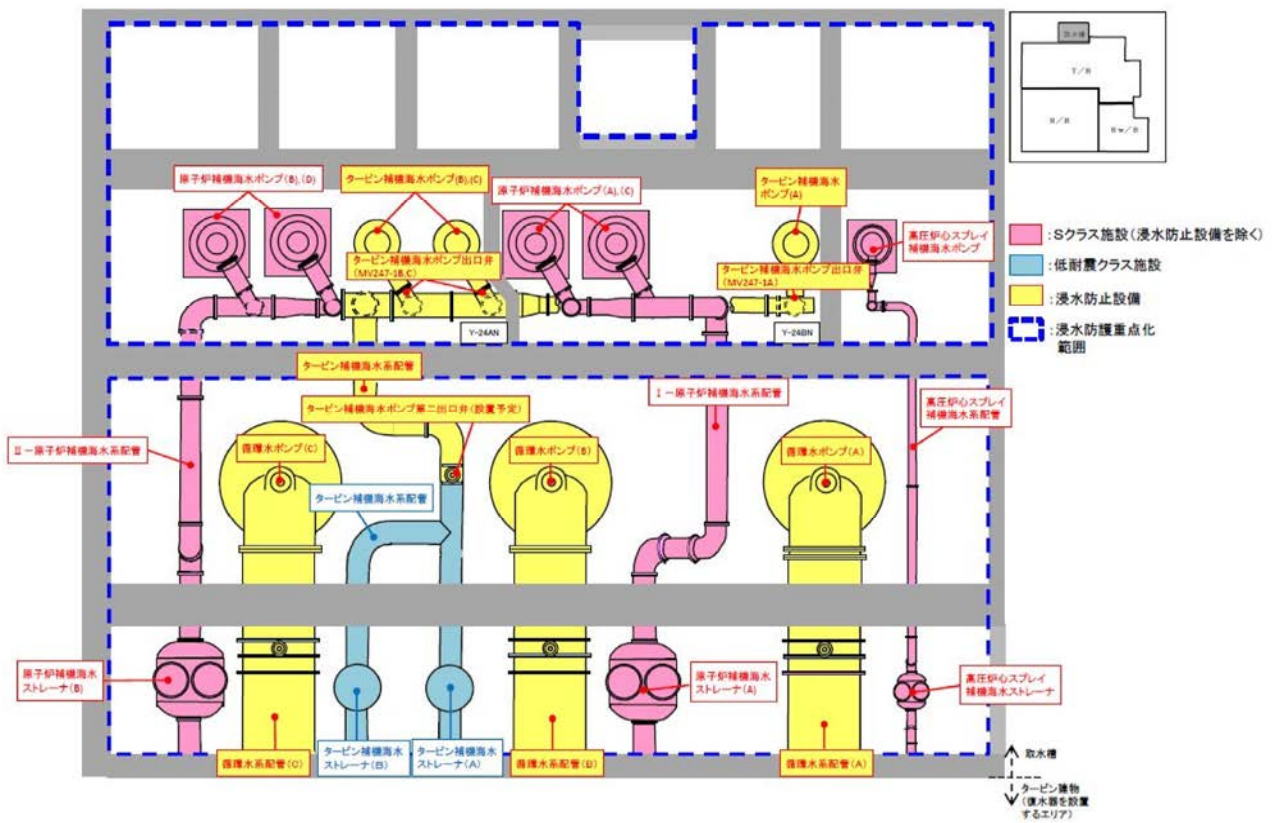 取水槽
T／B
R／B
Rw／B
原子炉補機海水ポンプ(B),(D)
タービン補機海水ポンプ(B),(C)
原子炉補機海水ポンプ(A),(C)
タービン補機海水
ポンプ(A)
高圧炉心スプレイ
補機海水ポンプ
：Sクラス施設(浸水防止設備を除く)
：低耐震クラス施設
：浸水防止設備
：浸水防護重点化
範囲
タービン補機海水ポンプ出口弁
(MV247-1B,C)
タービン補機海水ポンプ出口弁
(MV247-1A)
Y-24AN
Y-24BN
タービン補機海水系配管
タービン補機海水ポンプ第二出口弁(設置予定)
Ⅰ－原子炉補機海水系配管
高圧炉心スプレイ
補機海水系配管
Ⅱ－原子炉補機海水系配管
循環水ポンプ(C)
循環水ポンプ(B)
循環水ポンプ(A)
タービン補機海水系配管
原子炉補機海水
ストレーナ(B)
原子炉補機海水
ストレーナ(A)
高圧炉心スプレイ
補機海水ストレーナ
循環水系配管(C)
タービン補機海水
ストレーナ(B)
タービン補機海水
ストレーナ(A)
循環水系配管(B)
循環水系配管(A)
取水槽
タービン建物
(復水器を設置
するエリア)